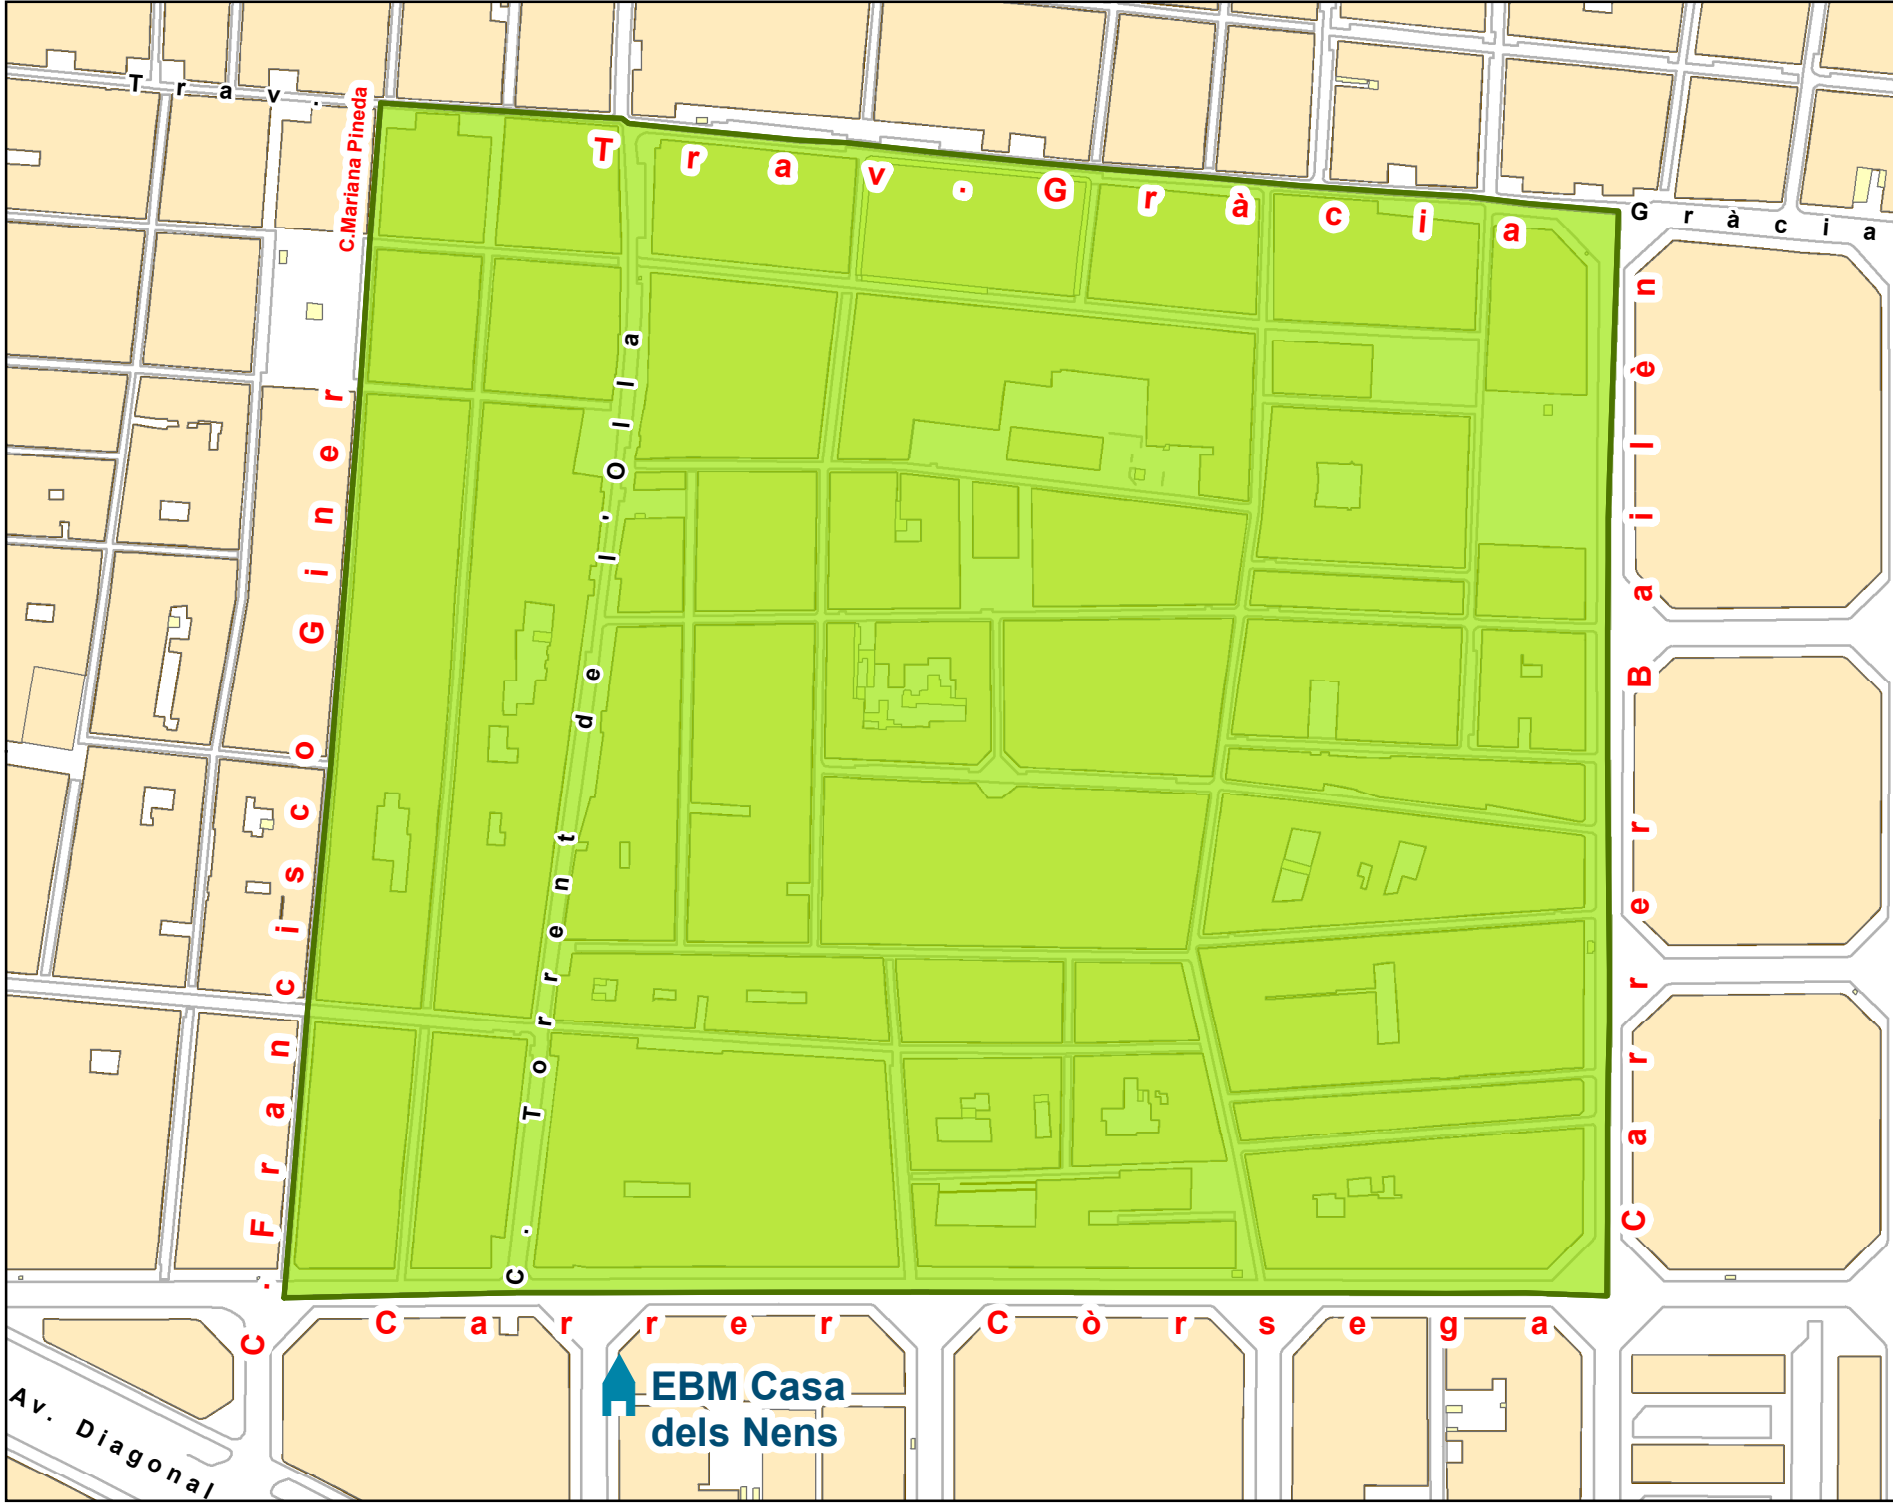 Trav.
Gràcia
C.Mariana Pineda
Trav. Gràcia
C. Francisco Giner
C. Torrent de l'Olla
Carrer Bailèn
Carrer Còrsega
EBM Casa
dels Nens
Av. Diagonal